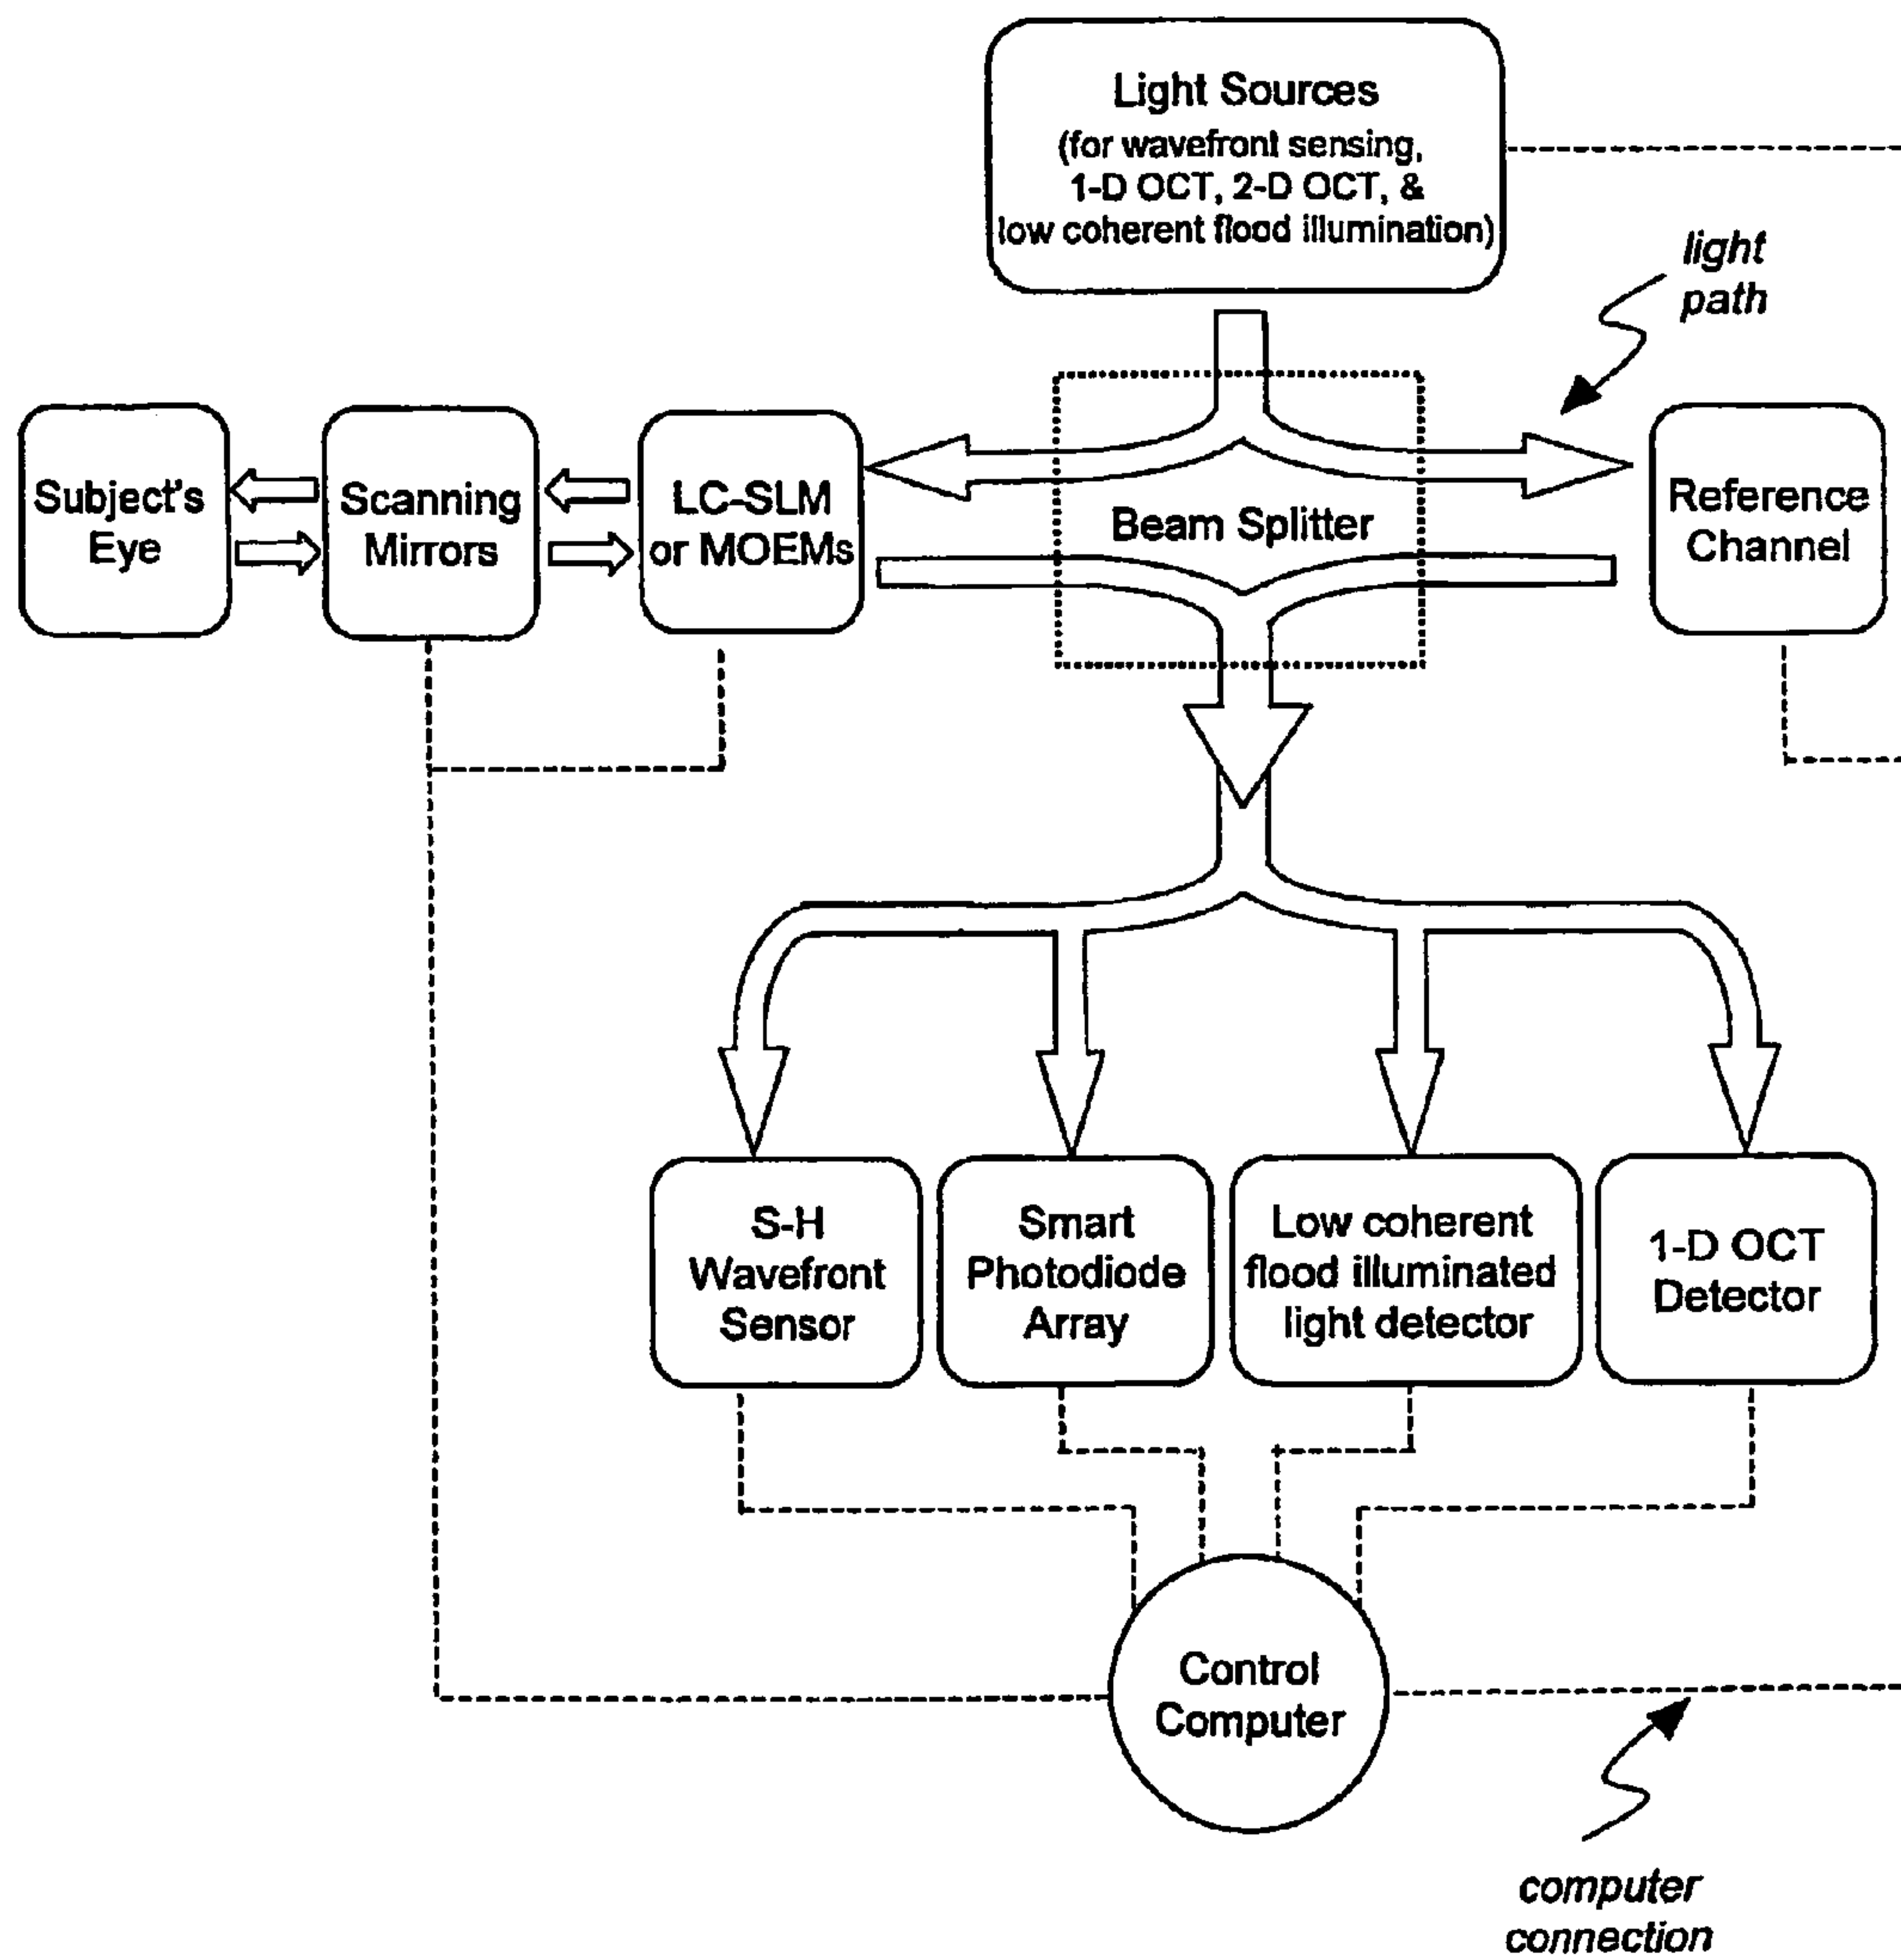 Light Sources
(for wavefront sensing,
1-D OCT, 2-D OCT, &
low coherent flood illumination)
light
path
Subject's
Eye
Scanning
Mirrors
LC-SLM
or MOEMs
Beam Splitter
Reference
Channel
S-H
Wavefront
Sensor
Smart
Photodiode
Array
Low coherent
flood illuminated
light detector
1-D OCT
Detector
Control
Computer
computer
connection